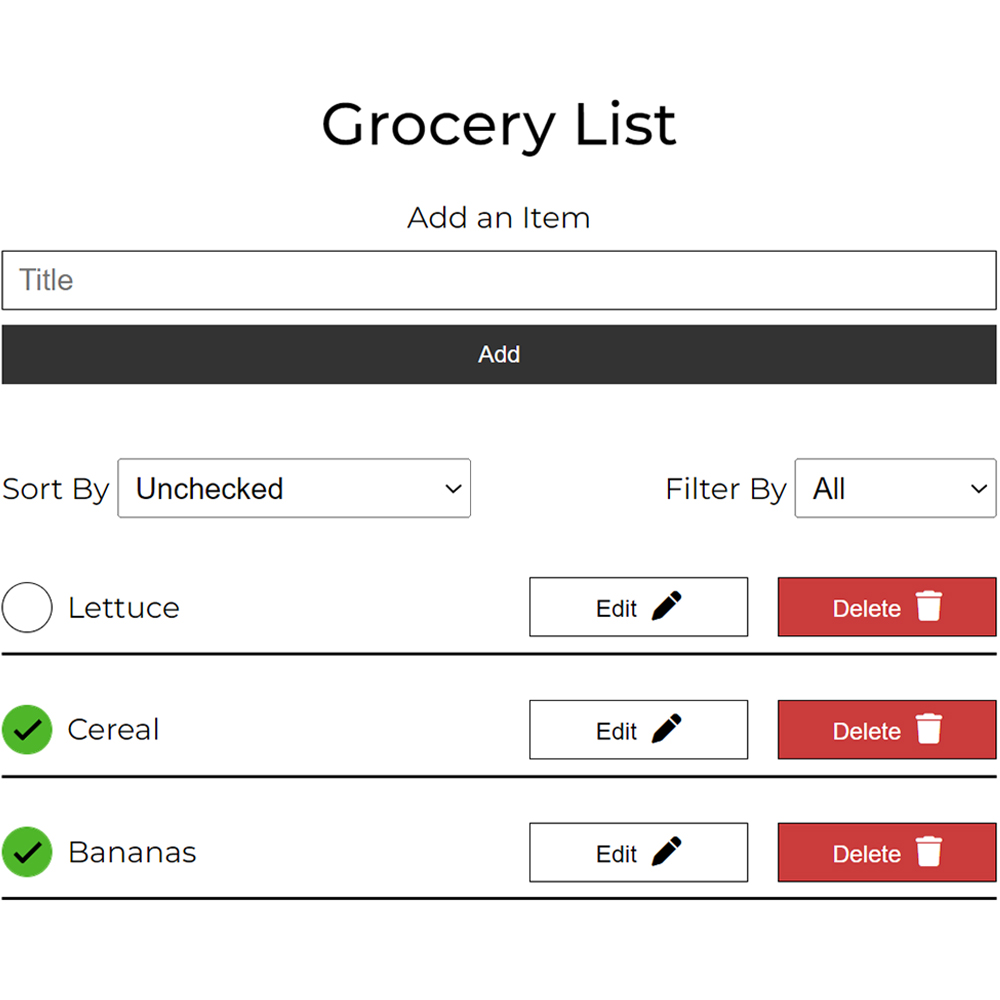 Grocery List
Add an Item
Title
Add
Sort By Unchecked Filter By All
Lettuce Edit Delete
Cereal Edit Delete
Bananas Edit Delete